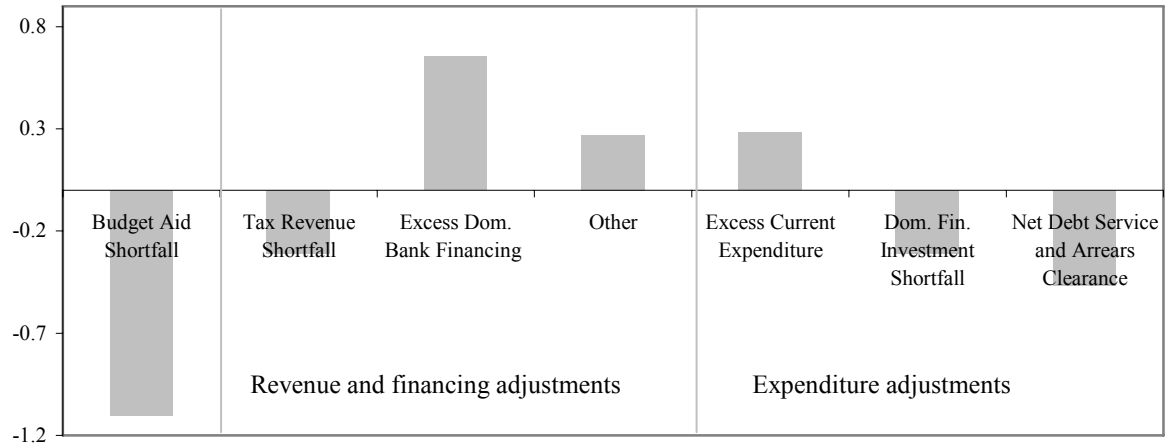 0.8
0.3
-0.2
-0.7
-1.2
Budget Aid
Shortfall
Tax Revenue
Shortfall
Excess Dom.
Bank Financing
Other
Excess Current
Expenditure
Dom. Fin.
Investment
Shortfall
Net Debt Service
and Arrears
Clearance
Revenue and financing adjustments
Expenditure adjustments